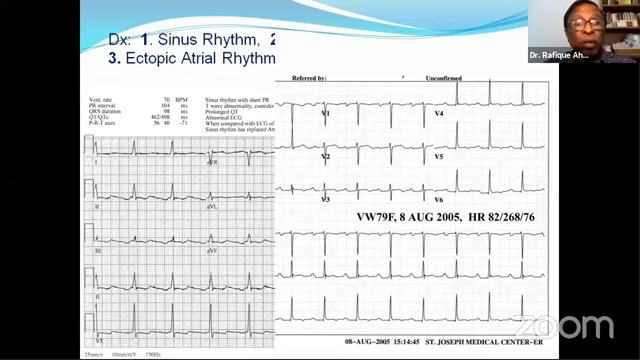 Dx: 1. Sinus Rhythm, 2
3. Ectopic Atrial Rhythm
Dr. Rafique Ah...
Referred by:
Unconfirmed
Vent. rate 70 BPM
PR interval 104 ms
QRS duration 98 ms
QT/QTc 462/498 ms
P-R-T axes 56 40 -71
Sinus rhythm with short PR
T wave abnormality, consider
Prolonged QT
Abnormal ECG
When compared with ECG of
Sinus rhythm has replaced Atr
V1
V4
V2
V5
V3
V6
I
aVR
II
aVL
III
aVF
II
V5
VW79F, 8 AUG 2005, HR 82/268/76
25mm/s 10mm/mV 150Hz
08-AUG-2005 15:14:45 ST. JOSEPH MEDICAL CENTER-ER
zoom